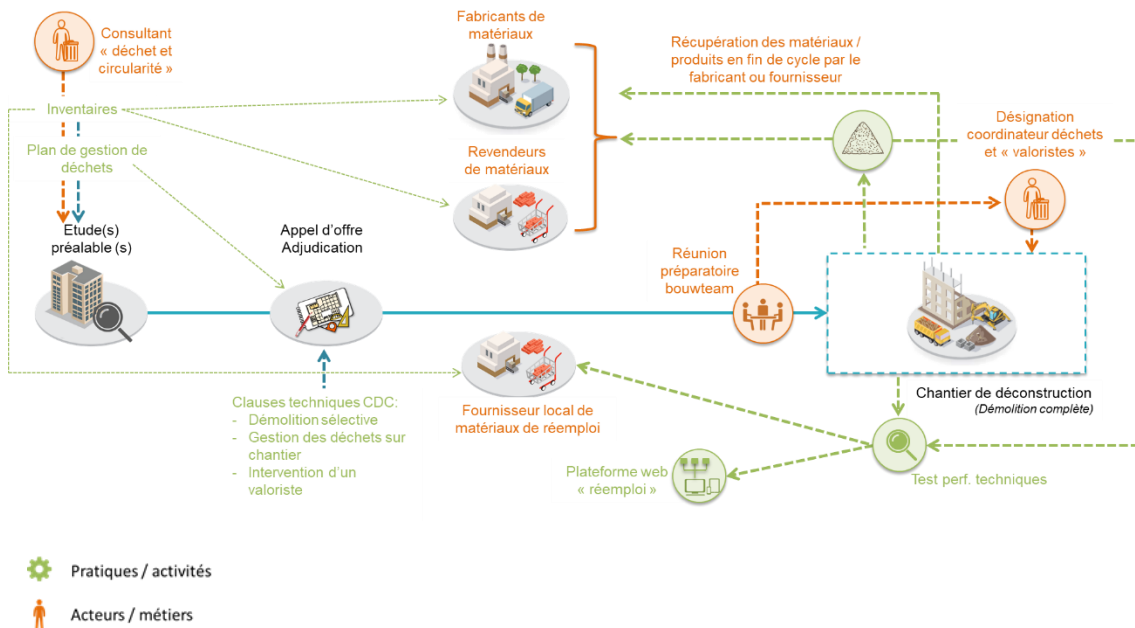 Consultant
« déchet et
circularité »
Fabricants de
matériaux
Récupération des matériaux /
produits en fin de cycle par le
fabricant ou fournisseur
Désignation
coordinateur déchets
et « valoristes »
Inventaires
Plan de gestion de
déchets
Revendeurs
de matériaux
Etude(s)
préalable (s)
Appel d'offre
Adjudication
Réunion
préparatoire
bouwteam
Clauses techniques CDC:
- Démolition sélective
- Gestion des déchets sur
chantier
- Intervention d'un
valoriste
Fournisseur local de
matériaux de réemploi
Chantier de déconstruction
(Démolition complète)
Plateforme web
« réemploi »
Test perf. techniques
Pratiques / activités
Acteurs / métiers